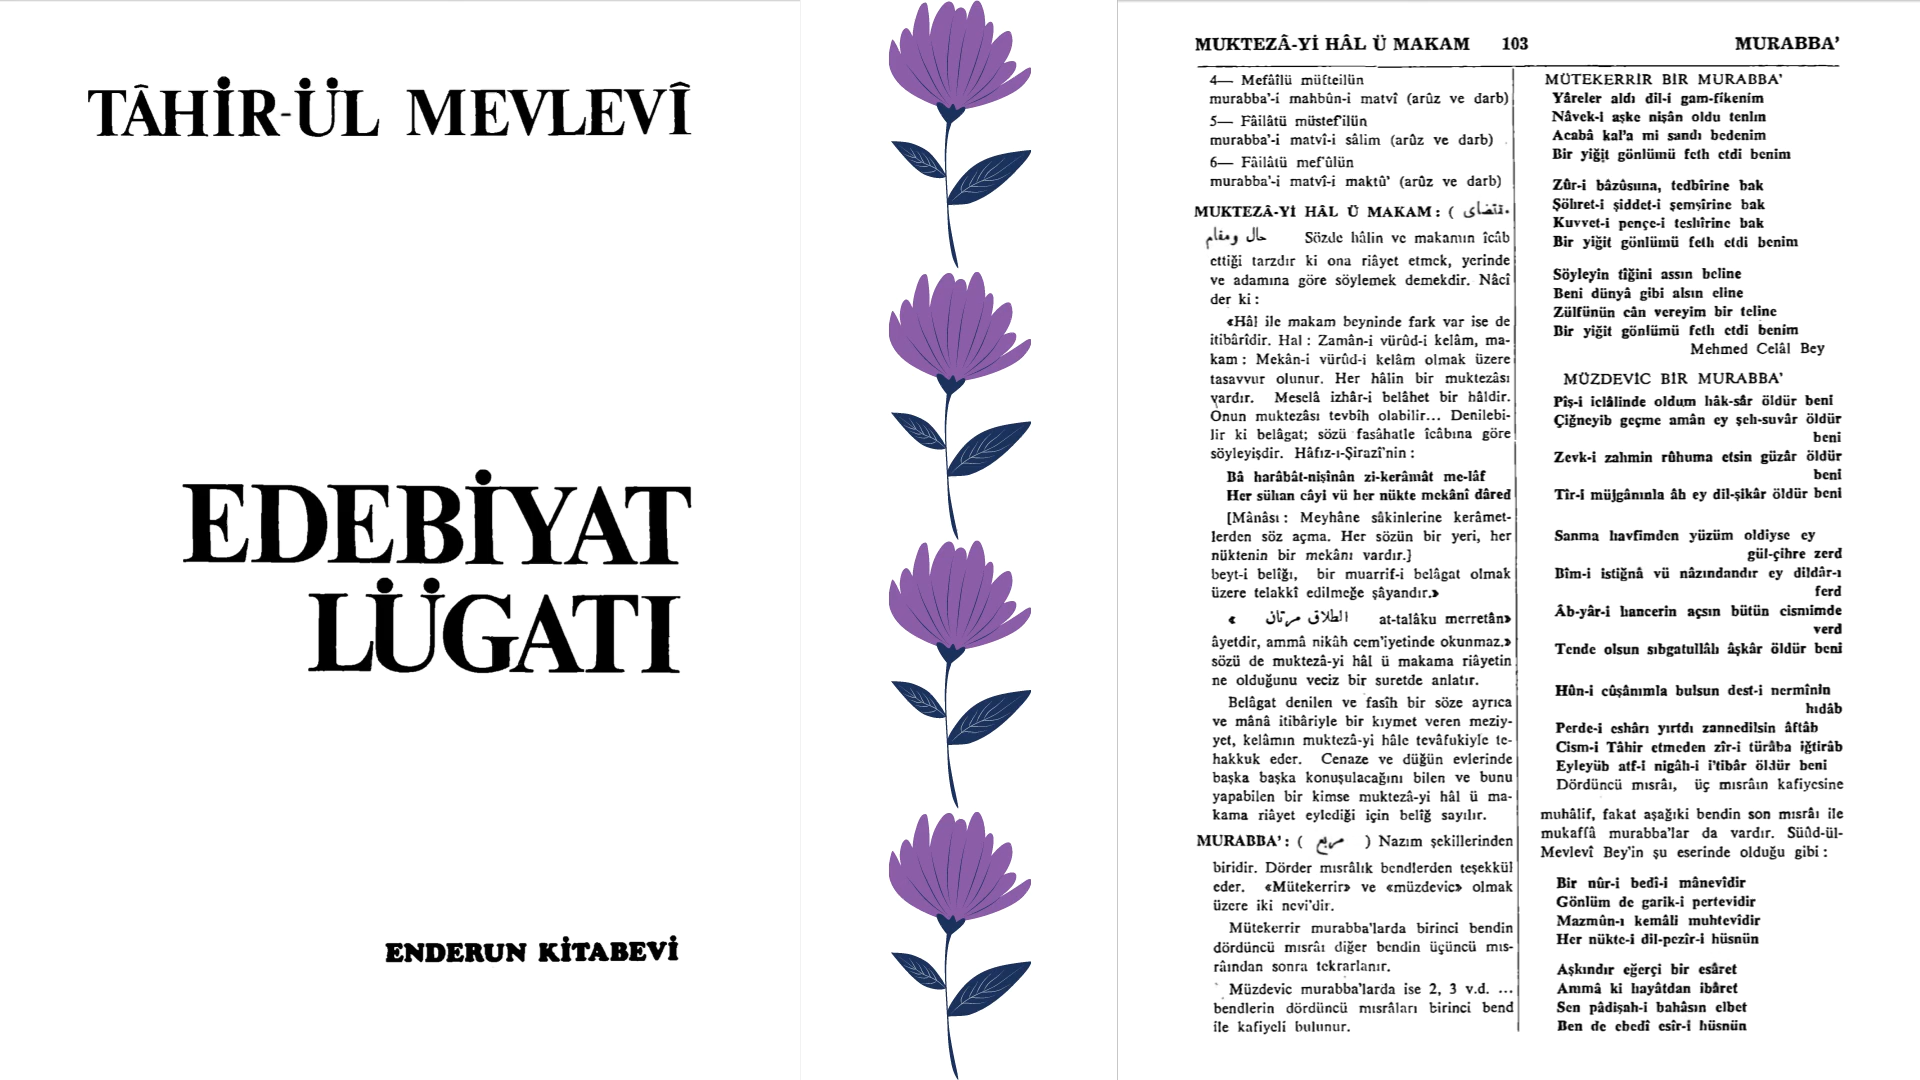 TÂHİR-ÜL MEVLEVÎ
EDEBİYAT
LÜGATI
ENDERUN KİTABEVİ
MUKTEZÂ-Yİ HÂL Ü MAKAM 103 MURABBA’
4— Mefâîlü müfteilün
murabba’-i mahbûn-i matvî (arûz ve darb)
5— Fâilâtü müstef’ilün
murabba’-i matvî-i sâlim (arûz ve darb)
6— Fâilâtü mef’ûlün
murabba’-i matvî-i maktû’ (arûz ve darb)
MUKTEZÂ-Yİ HÂL Ü MAKAM : ( مقتضاى
حال ومقام Sözde hâlin ve makamın îcâb
ettiği tarzdır ki ona riâyet etmek, yerinde
ve adamına göre söylemek demekdir. Nâcî
der ki :
«Hâl ile makam beyninde fark var ise de
itibârîdir. Hal : Zamân-i vürûd-i kelâm, ma-
kam : Mekân-i vürûd-i kelâm olmak üzere
tasavvur olunur. Her hâlin bir muktezâsı
vardır. Meselâ izhâr-i belâhet bir hâldir.
Onun muktezâsı tevbîh olabilir... Denilebi-
lir ki belâgat; sözü fasâhatle îcâbına göre
söyleyişdir. Hâfız-ı-Şirazî’nin :
Bâ harâbât-nişînân zi-kerâmât me-lâf
Her sühan câyi vü her nükte mekânî dâred
[Mânâsı : Meyhâne sâkinlerine kerâmet-
lerden söz açma. Her sözün bir yeri, her
nüktenin bir mekânı vardır.]
beyt-i belîğı, bir muarrif-i belâgat olmak
üzere telakkî edilmeğe şâyandır.»
« الطلاق مرتان at-talâku merretân»
âyetdir, ammâ nikâh cem’iyetinde okunmaz.»
sözü de muktezâ-yi hâl ü makama riâyetin
ne olduğunu veciz bir suretde anlatır.
Belâgat denilen ve fasîh bir söze ayrıca
ve mânâ itibâriyle bir kıymet veren meziy-
yet, kelâmın muktezâ-yi hâle tevâfukiyle te-
hakkuk eder. Cenaze ve düğün evlerinde
başka başka konuşulacağını bilen ve bunu
yapabilen bir kimse muktezâ-yi hâl ü ma-
kama riâyet eylediği için belîğ sayılır.
MURABBA’ : ( مربع ) Nazım şekillerinden
biridir. Dörder mısrâlık bendlerden teşekkül
eder. «Mütekerrir» ve «müzdevic» olmak
üzere iki nevi’dir.
Mütekerrir murabba’larda birinci bendin
dördüncü mısrâı diğer bendin üçüncü mıs-
râından sonra tekrarlanır.
Müzdevic murabba’larda ise 2, 3 v.d. ...
bendlerin dördüncü mısrâları birinci bend
ile kafiyeli bulunur.
MÜTEKERRİR BİR MURABBA’
Yâreler aldı dil-i gam-fikenim
Nâvek-i aşke nişân oldu tenim
Acabâ kal’a mi sandı bedenim
Bir yiğit gönlümü feth etdi benim
Zûr-i bâzûsuna, tedbîrine bak
Şöhret-i şiddet-i şemşîrine bak
Kuvvet-i pençe-i teshîrine bak
Bir yiğit gönlümü feth etdi benim
Söyleyin tîğini assın beline
Beni dünyâ gibi alsın eline
Zülfünün cân vereyim bir teline
Bir yiğit gönlümü feth etdi benim
Mehmed Celâl Bey
MÜZDEVİC BİR MURABBA’
Pîş-i iclâlinde oldum hâk-sâr öldür beni
Çiğneyib geçme amân ey şeh-suvâr öldür
beni
Zevk-i zahmin rûhuma etsin güzâr öldür
beni
Tîr-i müjgânınla âh ey dil-şikâr öldür beni
Sanma havfimden yüzüm oldiyse ey
gül-çihre zerd
Bîm-i istiğnâ vü nâzındandır ey dildâr-ı
ferd
Âb-yâr-i hancerin açsın bütün cismimde
verd
Tende olsun sıbgatullâh âşkâr öldür beni
Hûn-i cûşânımla bulsun dest-i nermînin
hıdâb
Perde-i eshârı yırtdı zannedilsin âftâb
Cism-i Tâhir etmeden zîr-i türâba iğtirâb
Eyleyüb atf-i nigâh-i i’tibâr öldür beni
Dördüncü mısrâı, üç mısrâın kafiyesine
muhâlif, fakat aşağıki bendin son mısrâı ile
mukaffâ murabba’lar da vardır. Süûd-ül-
Mevlevî Bey’in şu eserinde olduğu gibi :
Bir nûr-i bedî-i mânevîdir
Gönlüm de garik-i pertevidir
Mazmûn-ı kemâli muhtevîdir
Her nükte-i dil-pezîr-i hüsnün
Aşkındır eğerçi bir esâret
Ammâ ki hayâtdan ibâret
Sen pâdişah-i bahâsın elbet
Ben de ebedî esîr-i hüsnün